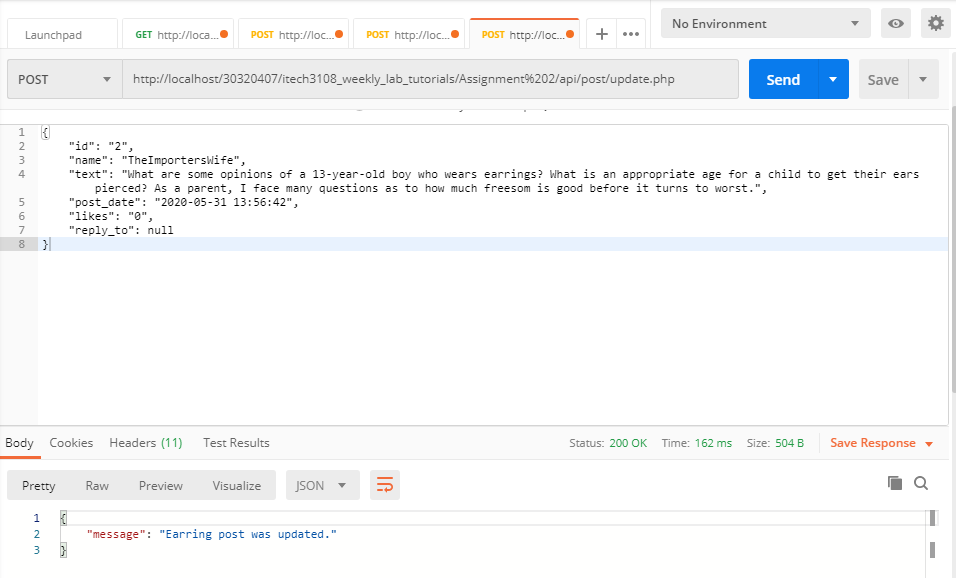 Launchpad GET http://loca... POST http://loc... POST http://loc... POST http://loc... + ••• No Environment
POST http://localhost/30320407/itech3108_weekly_lab_tutorials/Assignment%202/api/post/update.php Send Save
1 {
2 "id": "2",
3 "name": "TheImportersWife",
4 "text": "What are some opinions of a 13-year-old boy who wears earrings? What is an appropriate age for a child to get their ears
pierced? As a parent, I face many questions as to how much freesom is good before it turns to worst.",
5 "post_date": "2020-05-31 13:56:42",
6 "likes": "0",
7 "reply_to": null
8 }
Body Cookies Headers (11) Test Results Status: 200 OK Time: 162 ms Size: 504 B Save Response
Pretty Raw Preview Visualize JSON
1 {
2 "message": "Earring post was updated."
3 }